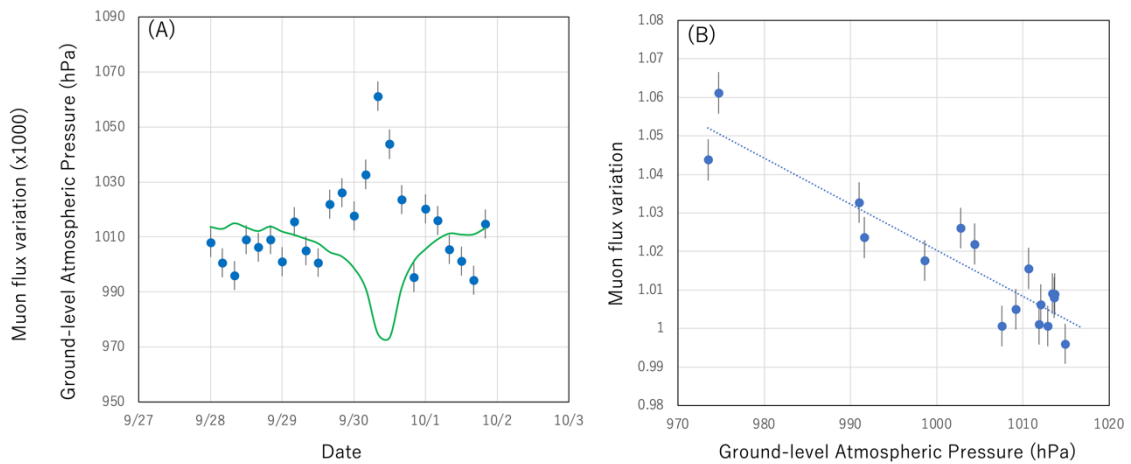 (A)
Muon flux variation (x1000)
Ground-level Atmospheric Pressure (hPa)
1090
1070
1050
1030
1010
990
970
950
9/27 9/28 9/29 9/30 10/1 10/2 10/3
Date
(B)
Muon flux variation
1.08
1.07
1.06
1.05
1.04
1.03
1.02
1.01
1
0.99
0.98
970 980 990 1000 1010 1020
Ground-level Atmospheric Pressure (hPa)